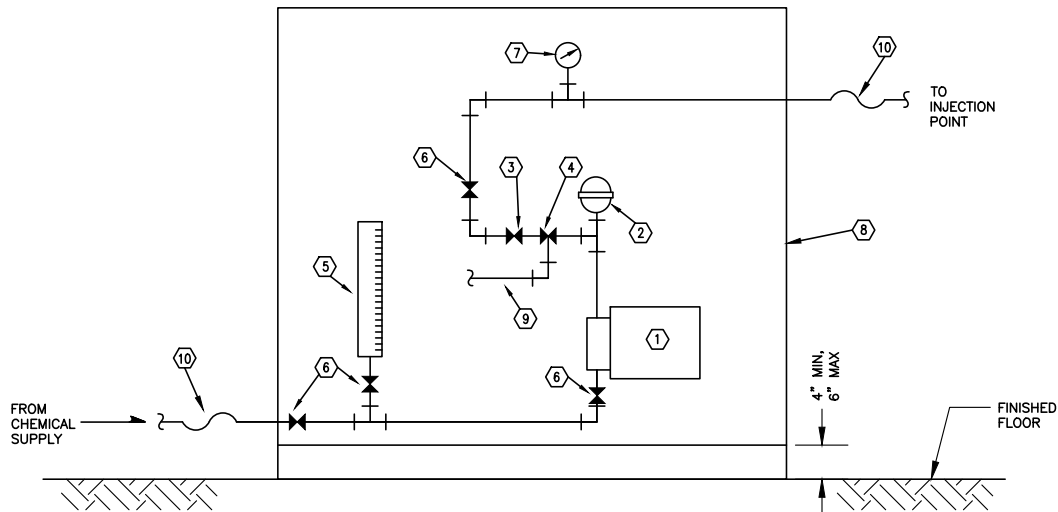 7
10
TO
INJECTION
POINT
6
3
4
2
8
5
9
1
10
6
6
4" MIN,
6" MAX
FROM
CHEMICAL
SUPPLY
FINISHED
FLOOR